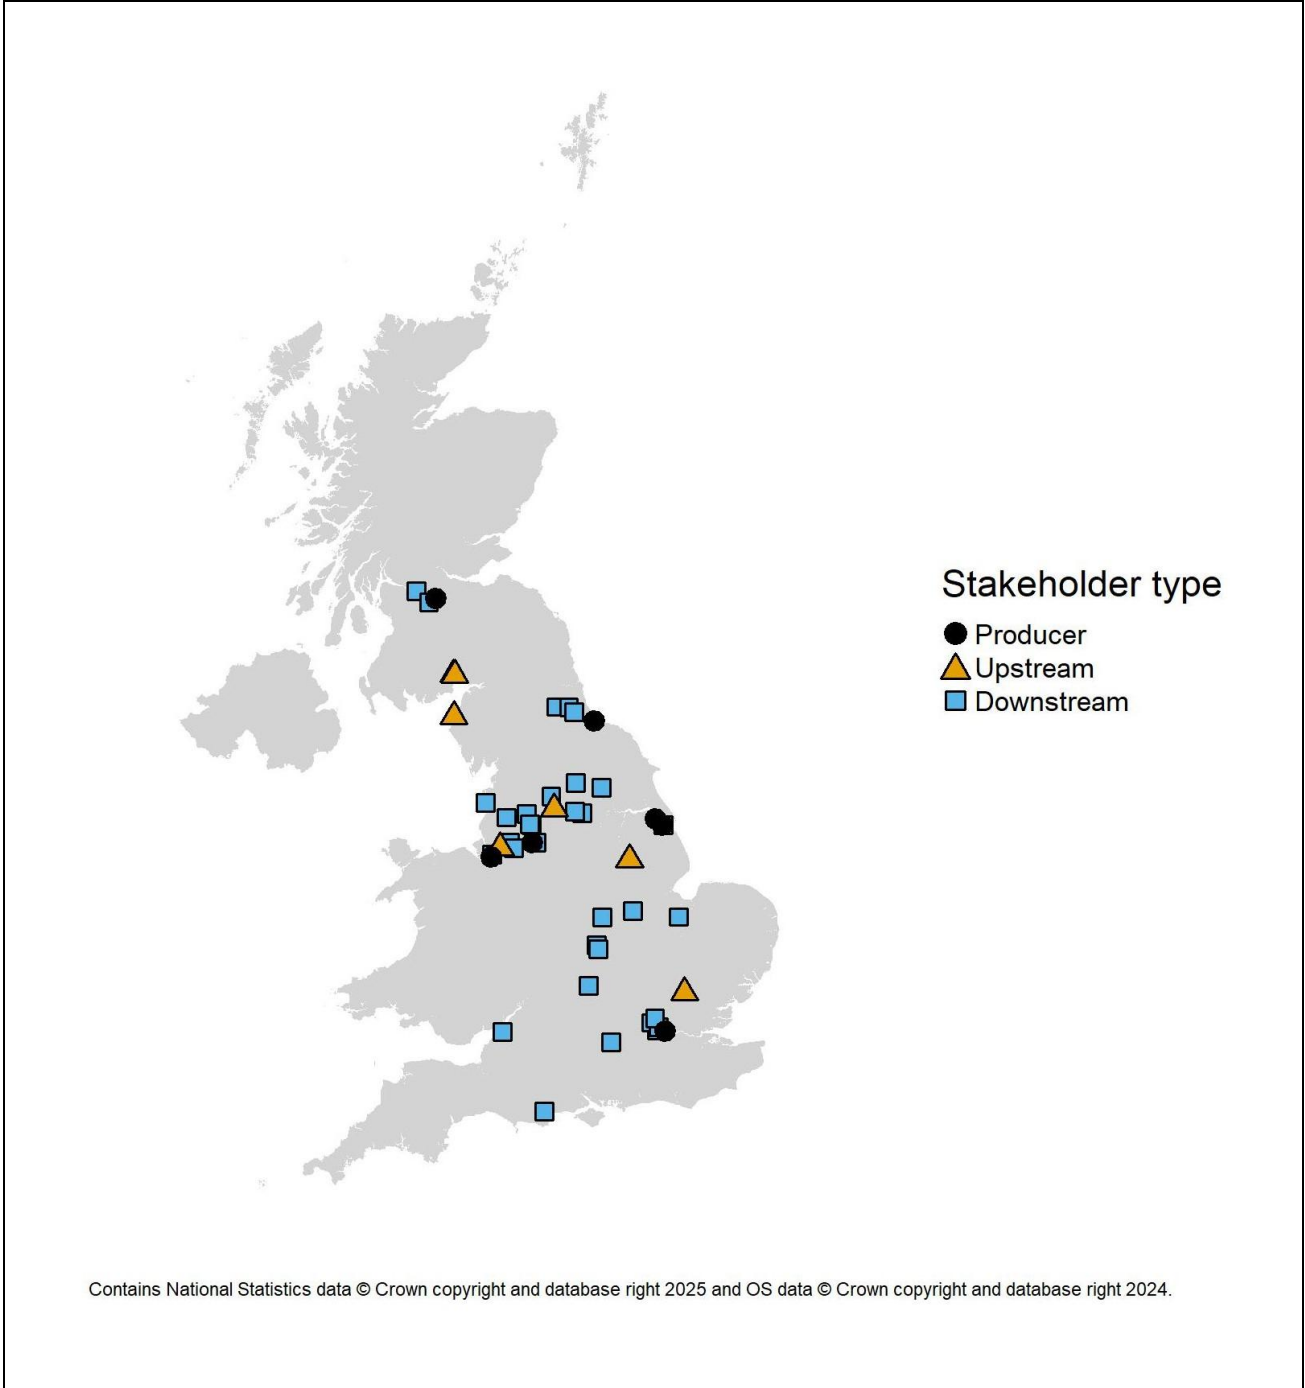 Stakeholder type
Producer
Upstream
Downstream
Contains National Statistics data © Crown copyright and database right 2025 and OS data © Crown copyright and database right 2024.